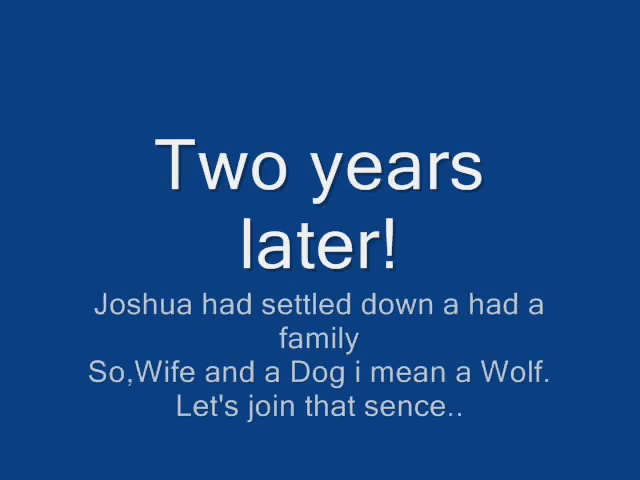 Two years
later!
Joshua had settled down a had a
family
So,Wife and a Dog i mean a Wolf.
Let's join that sence..